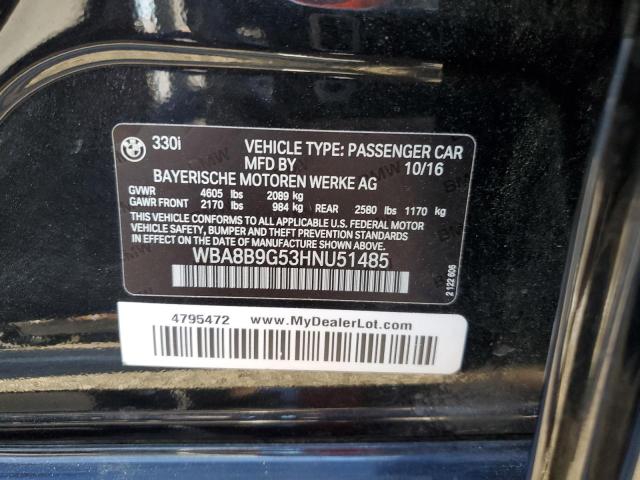 330i VEHICLE TYPE: PASSENGER CAR
MFD BY 10/16
BAYERISCHE MOTOREN WERKE AG
GVWR 4605 lbs 2089 kg
GAWR FRONT 2170 lbs 984 kg REAR 2580 lbs 1170 kg
THIS VEHICLE CONFORMS TO ALL APPLICABLE U.S. FEDERAL MOTOR
VEHICLE SAFETY, BUMPER AND THEFT PREVENTION STANDARDS
IN EFFECT ON THE DATE OF MANUFACTURE SHOWN ABOVE.
WBA8B9G53HNU51485
2 122 606
4795472 www.MyDealerLot.com